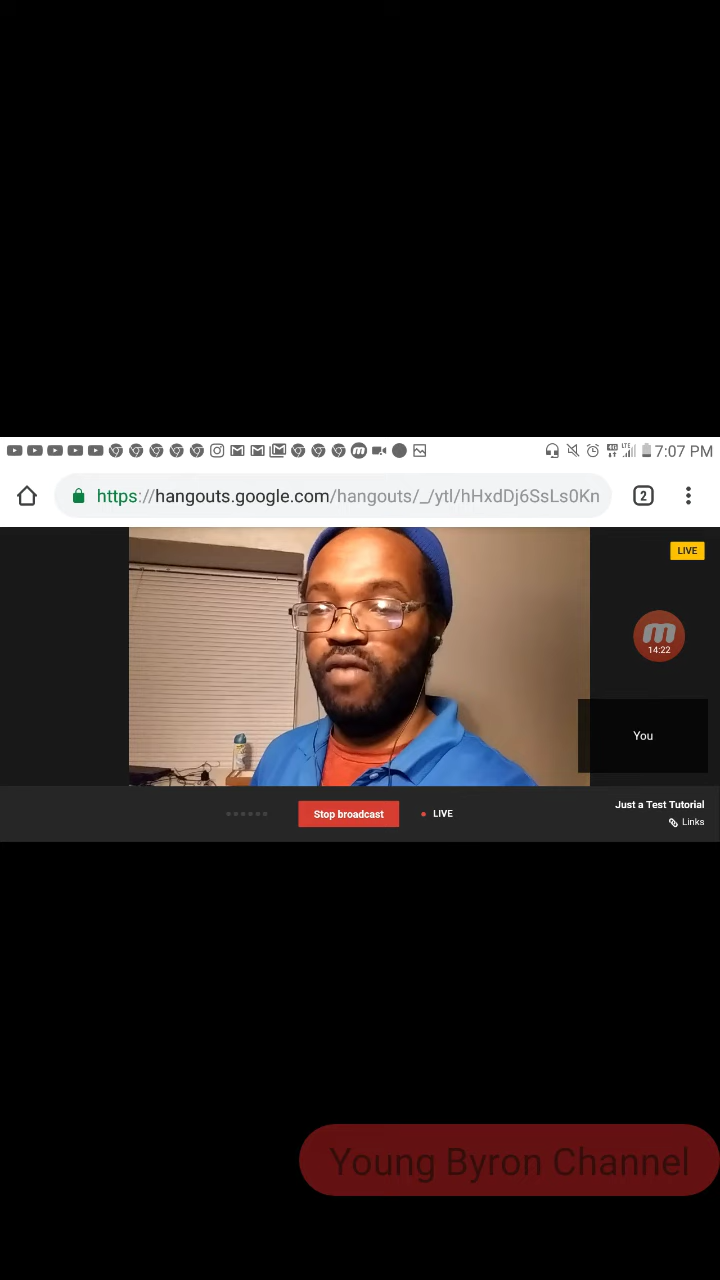 LTE 7:07 PM
https://hangouts.google.com/hangouts/_/ytl/hHxdDj6SsLs0Kn 2
LIVE
14:22
You
Just a Test Tutorial
Stop broadcast LIVE
Links
Young Byron Channel